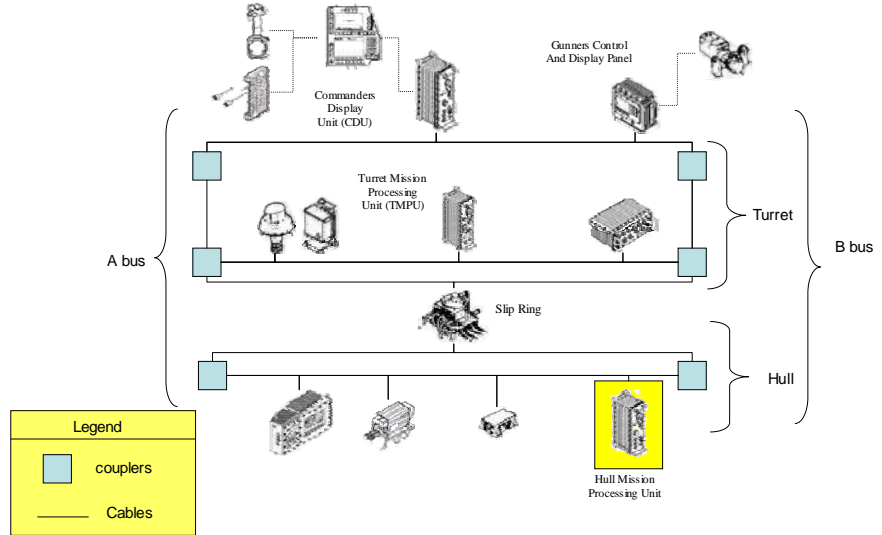 Gunners Control
And Display Panel
Commanders
Display
Unit (CDU)
Turret Mission
Processing
Unit (TMPU)
Turret
A bus
B bus
Slip Ring
Hull
Legend
couplers
Cables
Hull Mission
Processing Unit